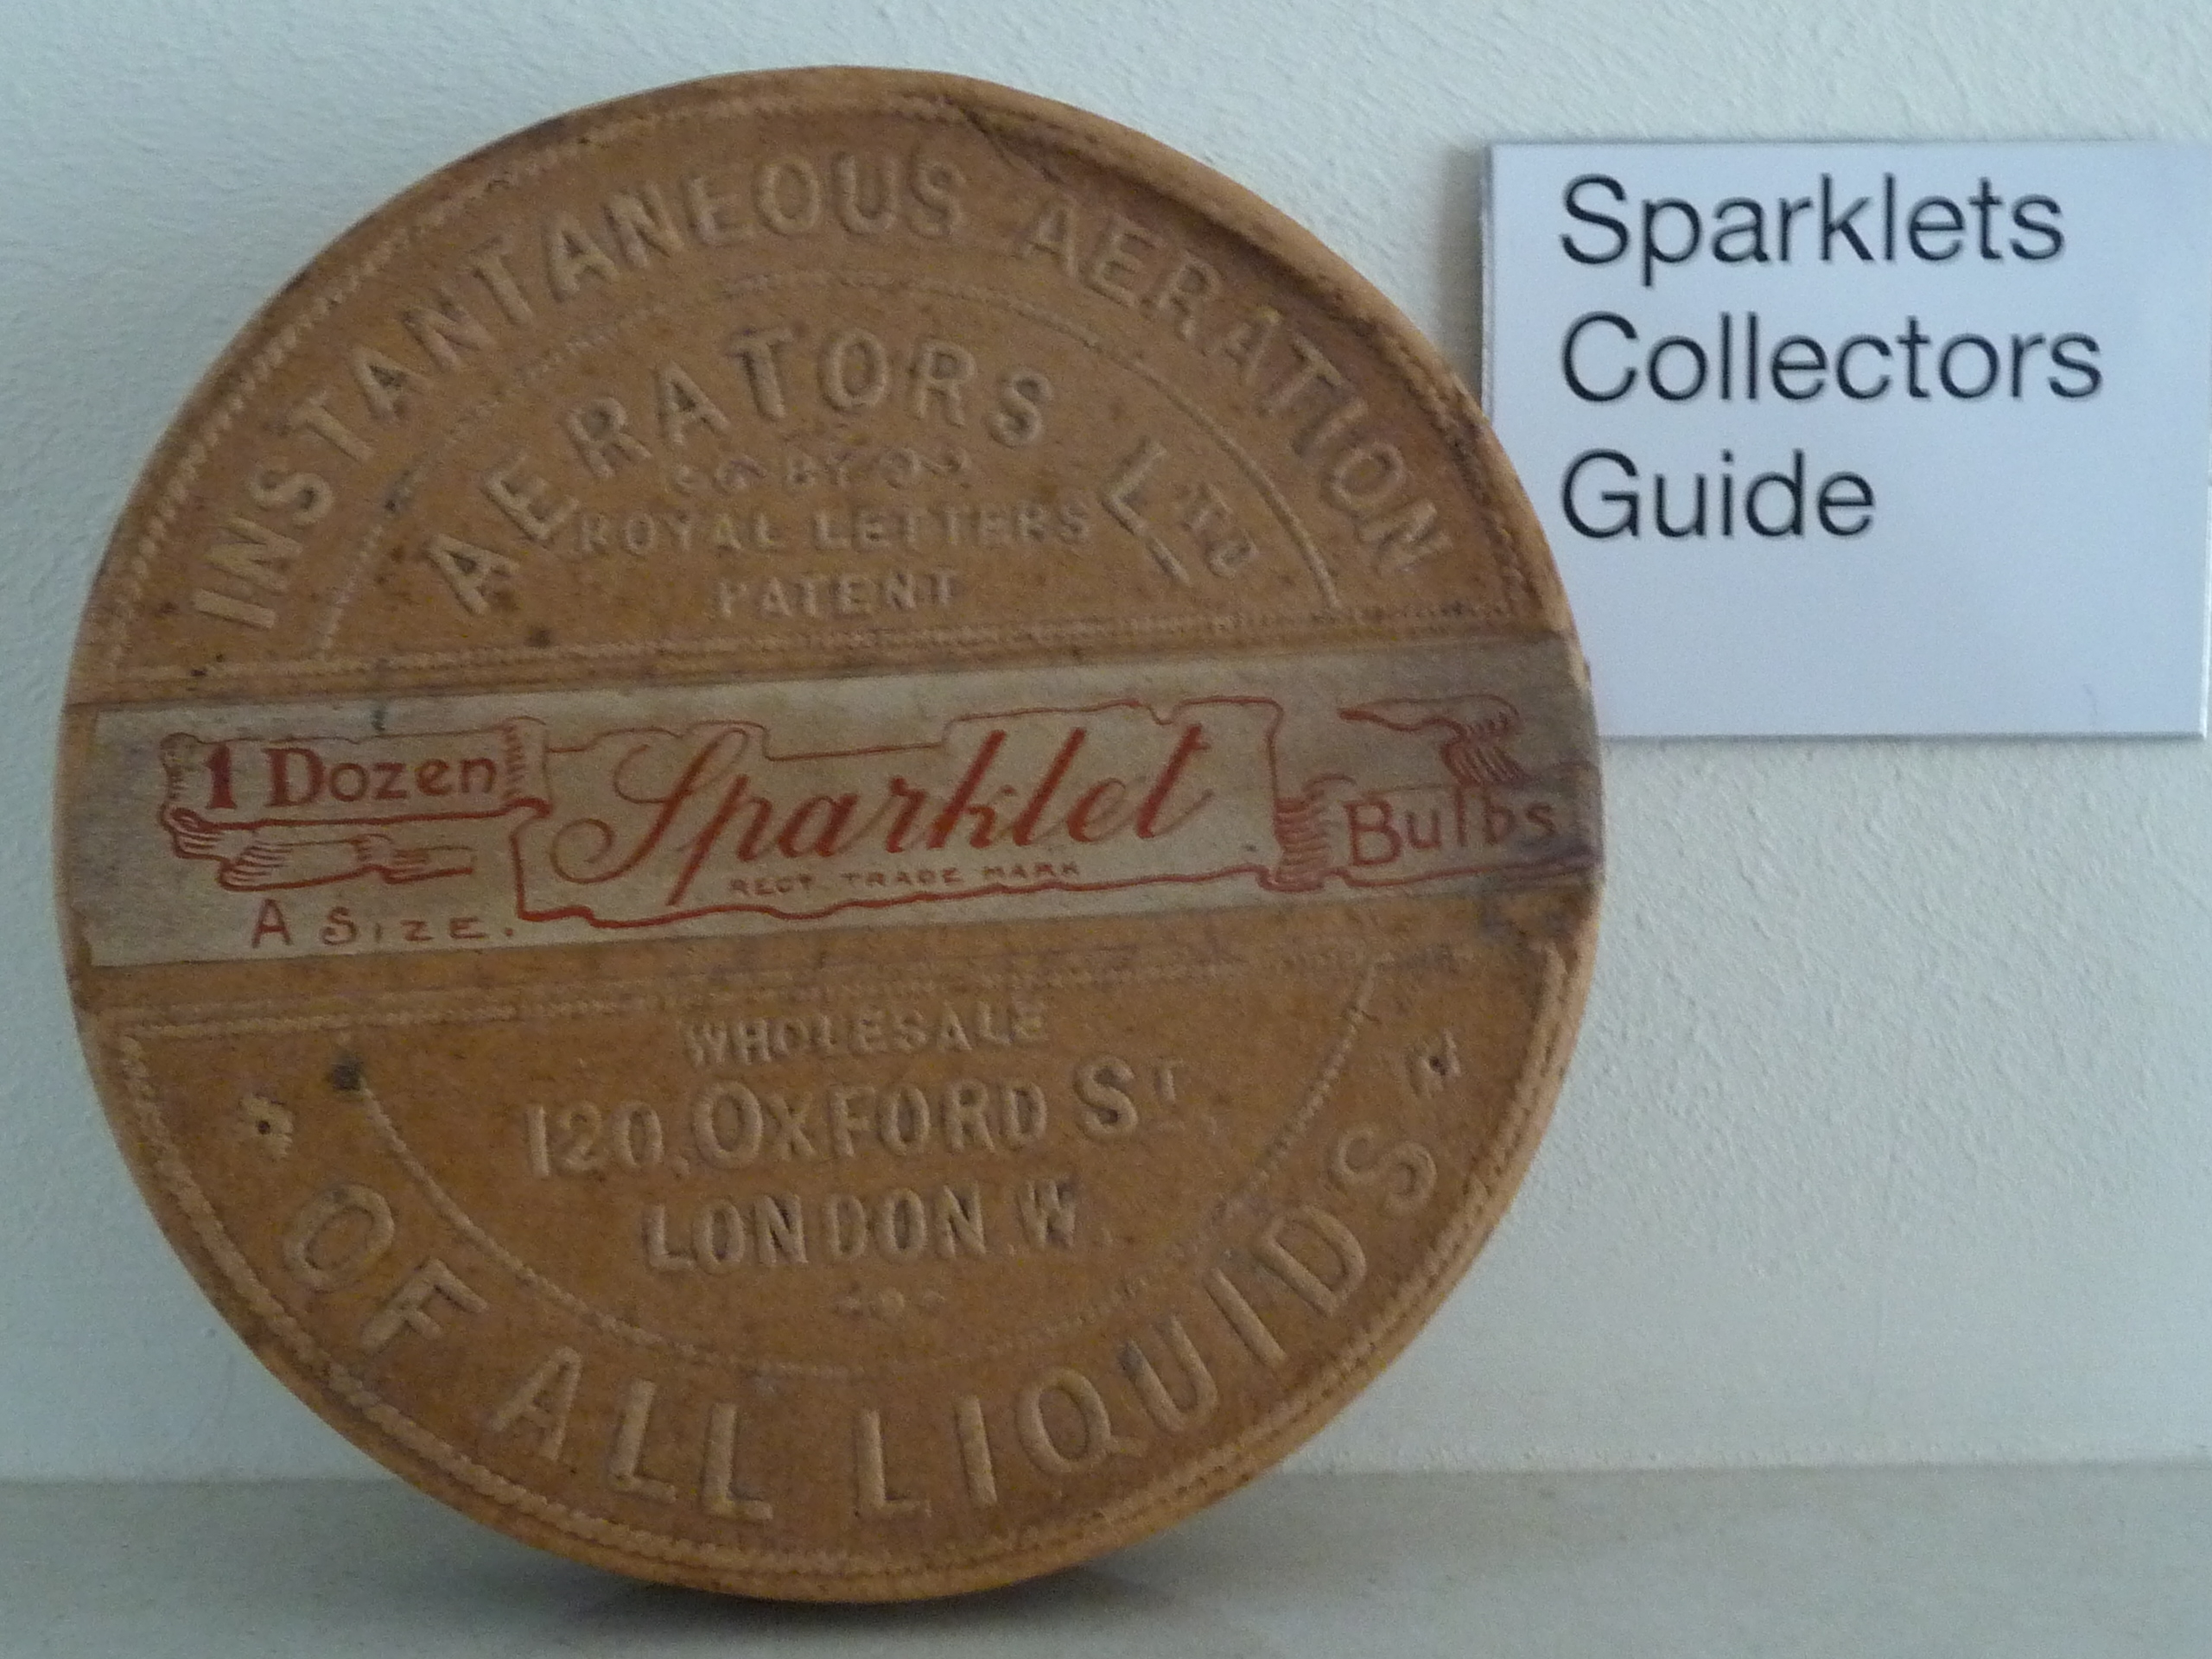 INSTANTANEOUS AERATION
AERATORS LTD
BY
ROYAL LETTERS
PATENT
1 Dozen
Sparklet
Bulbs
REGT. TRADE MARK
A SIZE.
WHOLESALE
120, OXFORD ST
LONDON. W.
OF ALL LIQUIDS
Sparklets
Collectors
Guide